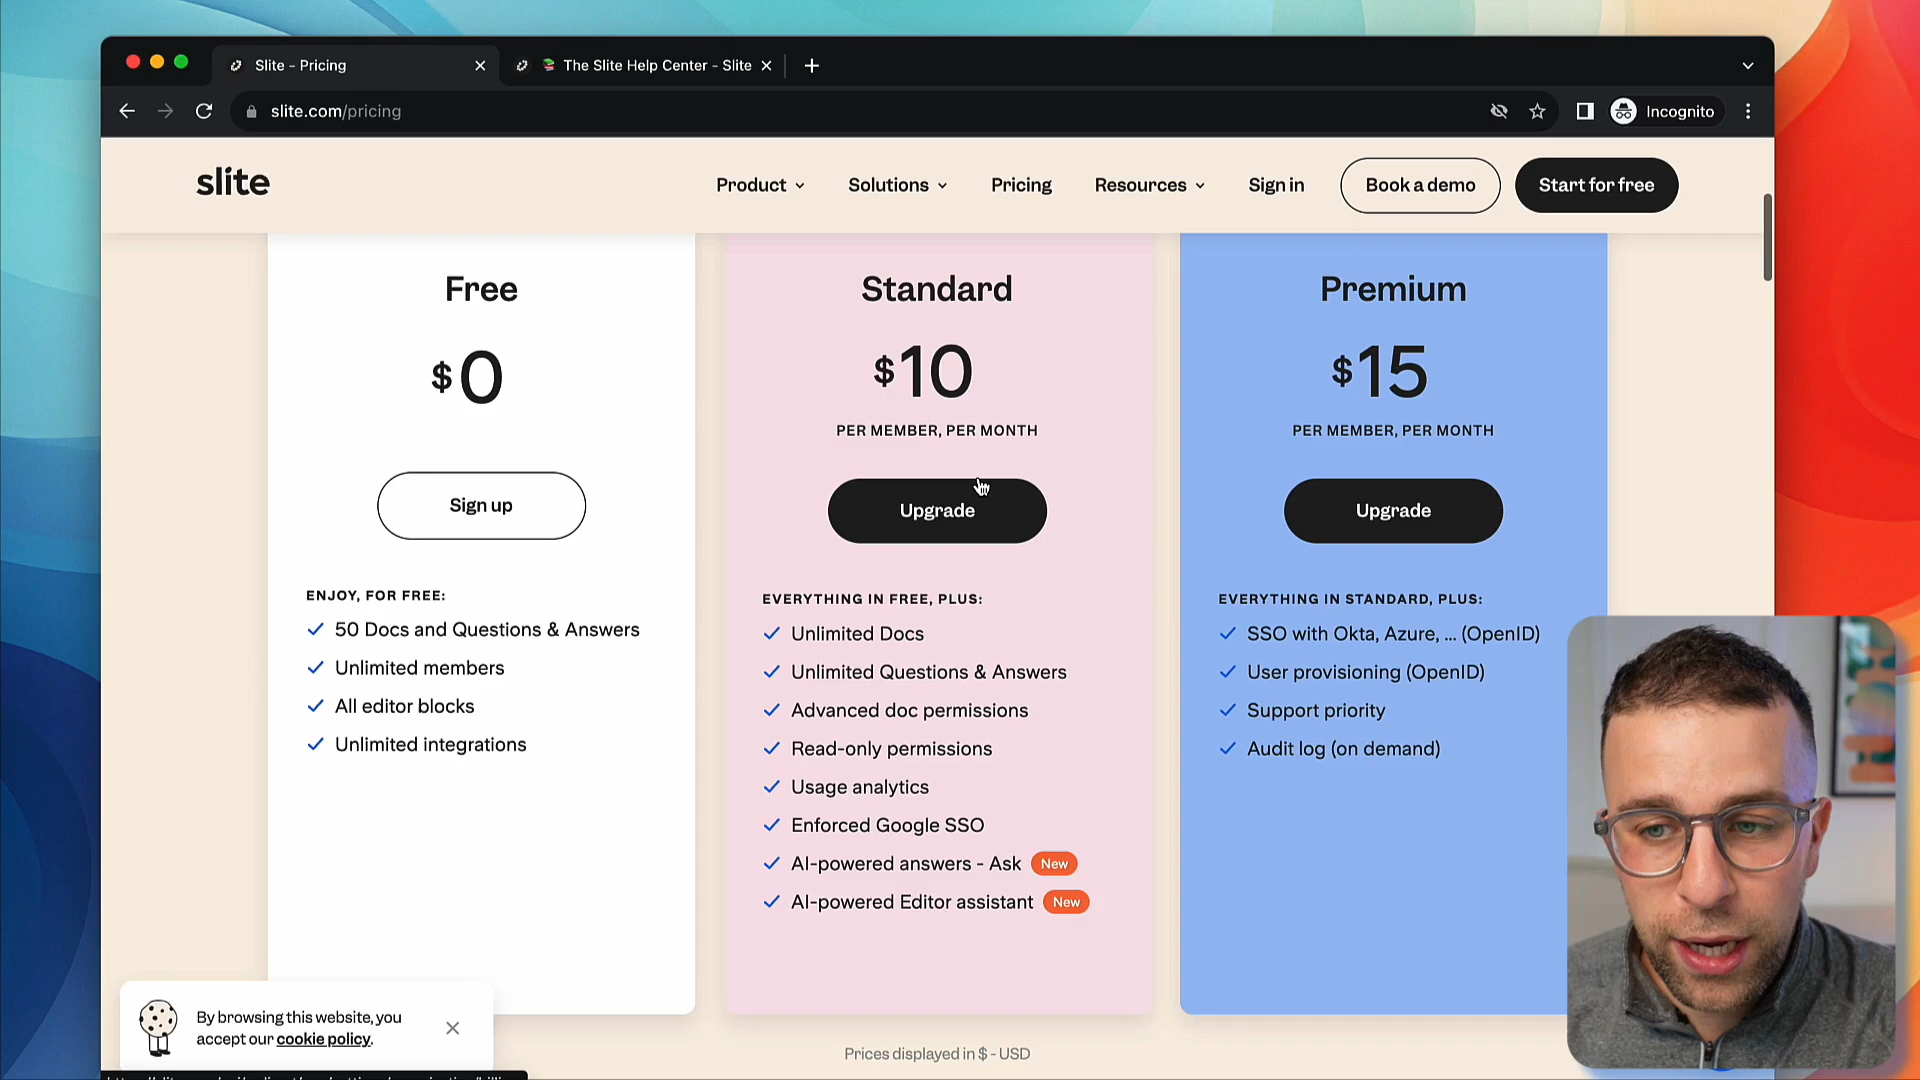 Slite – Pricing
The Slite Help Center – Slite
slite.com/pricing
Incognito
slite
Product
Solutions
Pricing
Resources
Sign in
Book a demo
Start for free
Free
$0
Sign up
ENJOY, FOR FREE:
50 Docs and Questions & Answers
Unlimited members
All editor blocks
Unlimited integrations
Standard
$10
PER MEMBER, PER MONTH
Upgrade
EVERYTHING IN FREE, PLUS:
Unlimited Docs
Unlimited Questions & Answers
Advanced doc permissions
Read-only permissions
Usage analytics
Enforced Google SSO
AI-powered answers - Ask New
AI-powered Editor assistant New
Premium
$15
PER MEMBER, PER MONTH
Upgrade
EVERYTHING IN STANDARD, PLUS:
SSO with Okta, Azure, ... (OpenID)
User provisioning (OpenID)
Support priority
Audit log (on demand)
By browsing this website, you
accept our cookie policy.
Prices displayed in $ - USD